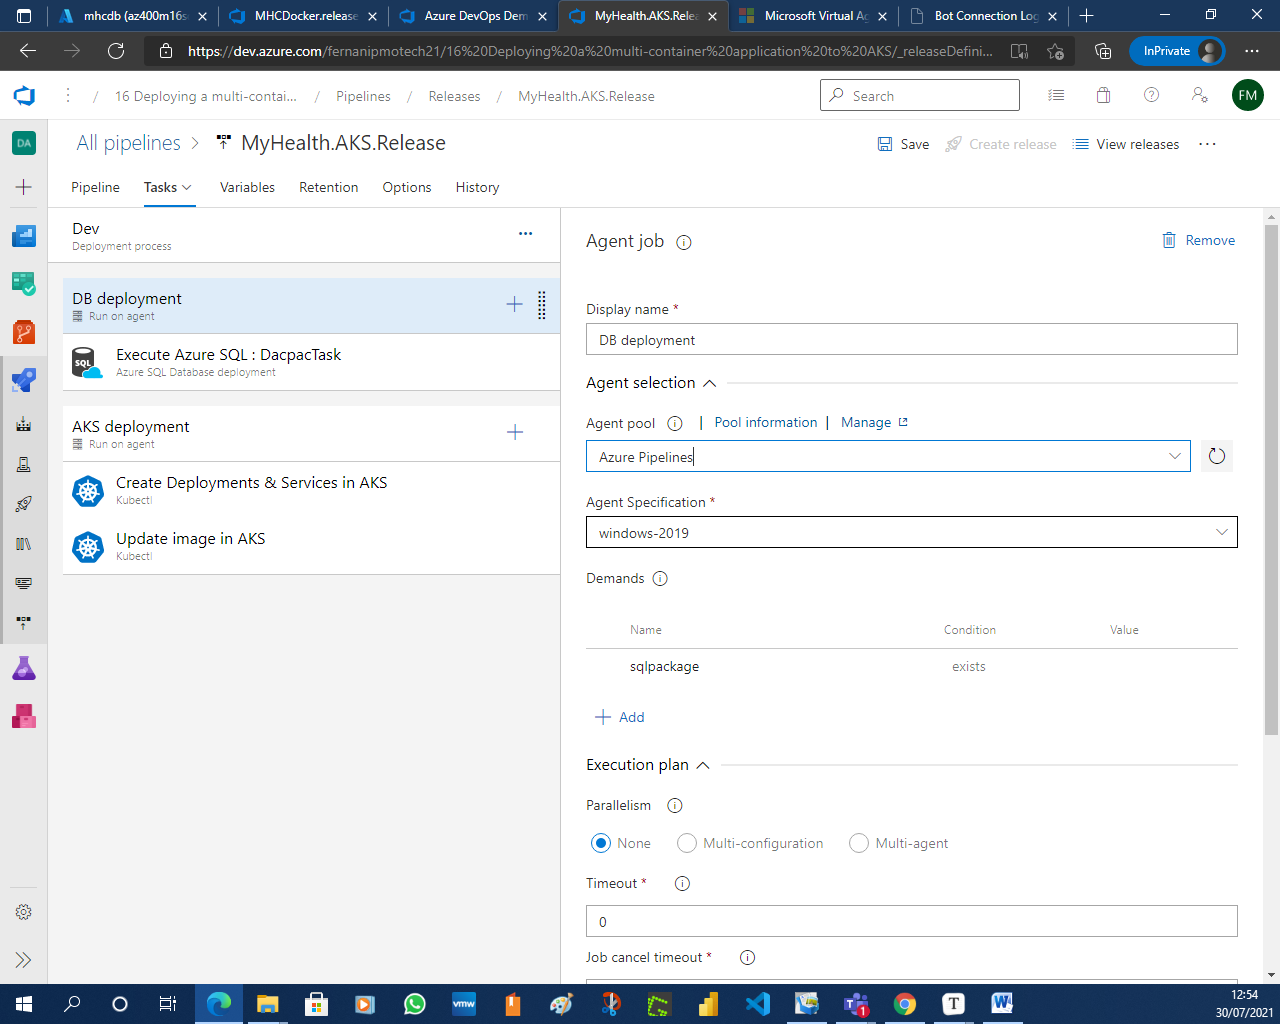 mhcdb (az400m16s
MHCDocker.release
Azure DevOps Dem
MyHealth.AKS.Relea
Microsoft Virtual Ag
Bot Connection Log
https://dev.azure.com/fernanipmotech21/16%20Deploying%20a%20multi-container%20application%20to%20AKS/_releaseDefini...
InPrivate
/ 16 Deploying a multi-contai... / Pipelines / Releases / MyHealth.AKS.Release
Search
FM
DA
All pipelines > MyHealth.AKS.Release
Save
Create release
View releases
Pipeline
Tasks
Variables
Retention
Options
History
Dev
Deployment process
DB deployment
Run on agent
SQL
Execute Azure SQL : DacpacTask
Azure SQL Database deployment
AKS deployment
Run on agent
Create Deployments & Services in AKS
Kubectl
Update image in AKS
Kubectl
Agent job
Remove
Display name *
DB deployment
Agent selection
Agent pool | Pool information | Manage
Azure Pipelines
Agent Specification *
windows-2019
Demands
Name Condition Value
sqlpackage exists
Add
Execution plan
Parallelism
None Multi-configuration Multi-agent
Timeout *
0
Job cancel timeout *
vmw
1
T
W
12:54
30/07/2021